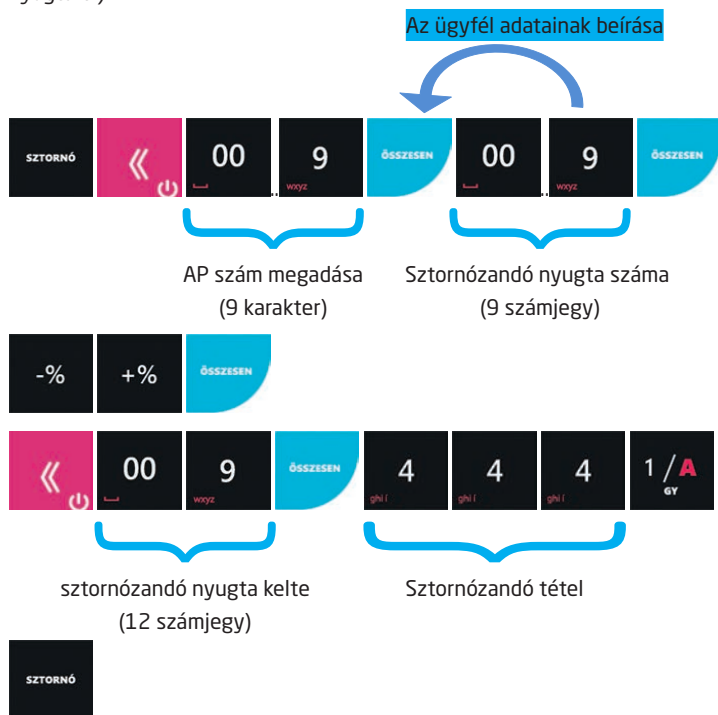 Az ügyfél adatainak beírása
SZTORNÓ « 00 .. 9 wxyz ÖSSZESEN 00 .. 9 wxyz ÖSSZESEN
AP szám megadása
(9 karakter)
Sztornózandó nyugta száma
(9 számjegy)
-% +% ÖSSZESEN
« 00 9 wxyz ÖSSZESEN 4 ghi í 4 ghi í 4 ghi í 1/A GY
sztornózandó nyugta kelte
(12 számjegy)
Sztornózandó tétel
SZTORNÓ